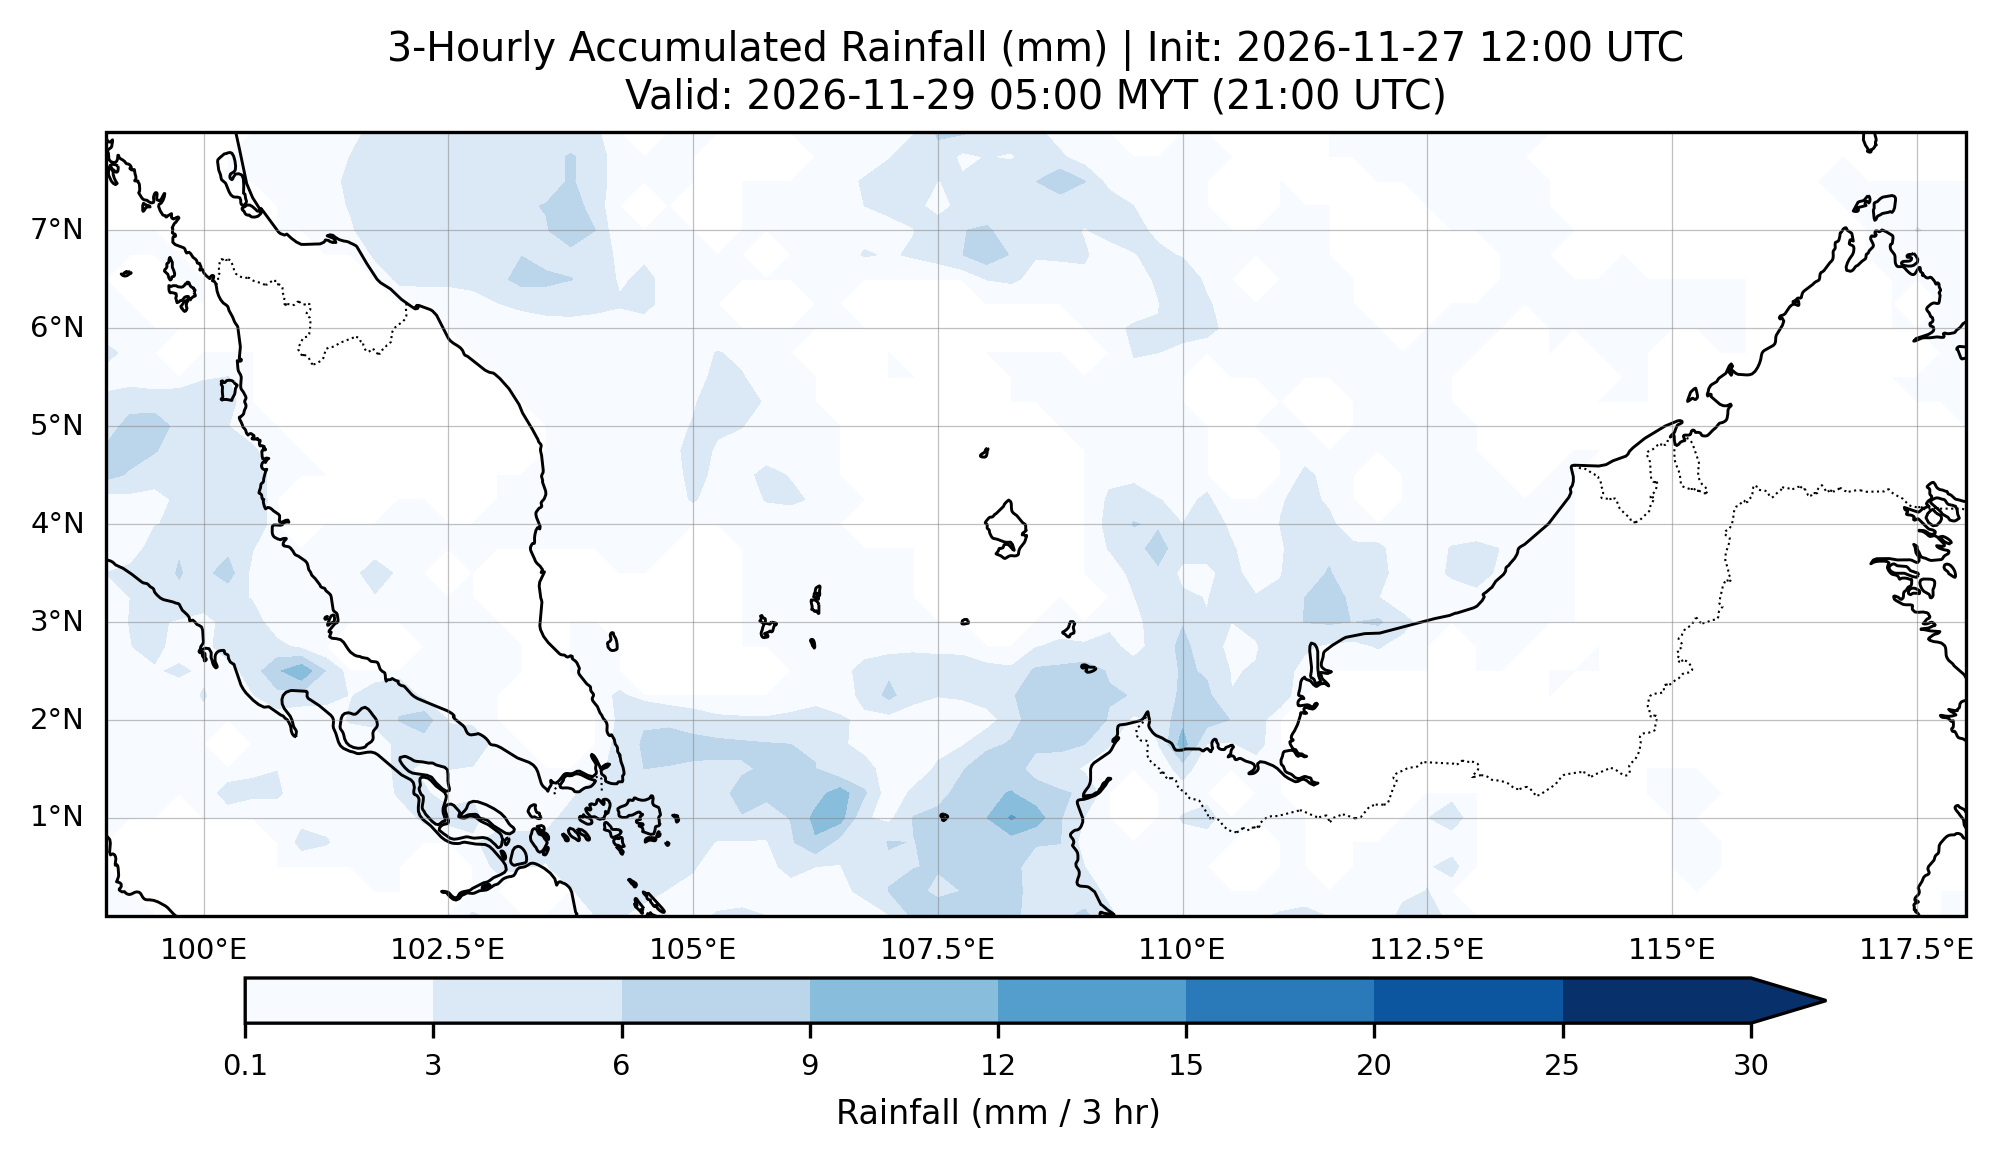 3-Hourly Accumulated Rainfall (mm) | Init: 2026-11-27 12:00 UTC
Valid: 2026-11-29 05:00 MYT (21:00 UTC)
7°N
6°N
5°N
4°N
3°N
2°N
1°N
100°E 102.5°E 105°E 107.5°E 110°E 112.5°E 115°E 117.5°E
0.1 3 6 9 12 15 20 25 30
Rainfall (mm / 3 hr)